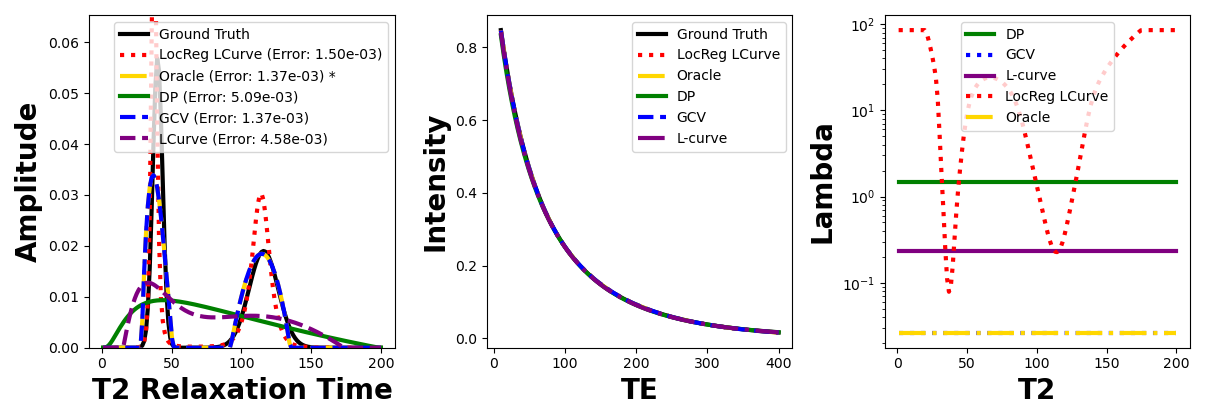 Amplitude
0.06
0.05
0.04
0.03
0.02
0.01
0.00
Ground Truth
LocReg LCurve (Error: 1.50e-03)
Oracle (Error: 1.37e-03) *
DP (Error: 5.09e-03)
GCV (Error: 1.37e-03)
LCurve (Error: 4.58e-03)
0 50 100 150 200
T2 Relaxation Time
Intensity
0.8
0.6
0.4
0.2
0.0
Ground Truth
LocReg LCurve
Oracle
DP
GCV
L-curve
0 100 200 300 400
TE
Lambda
10²
10¹
10⁰
10⁻¹
DP
GCV
L-curve
LocReg LCurve
Oracle
0 50 100 150 200
T2